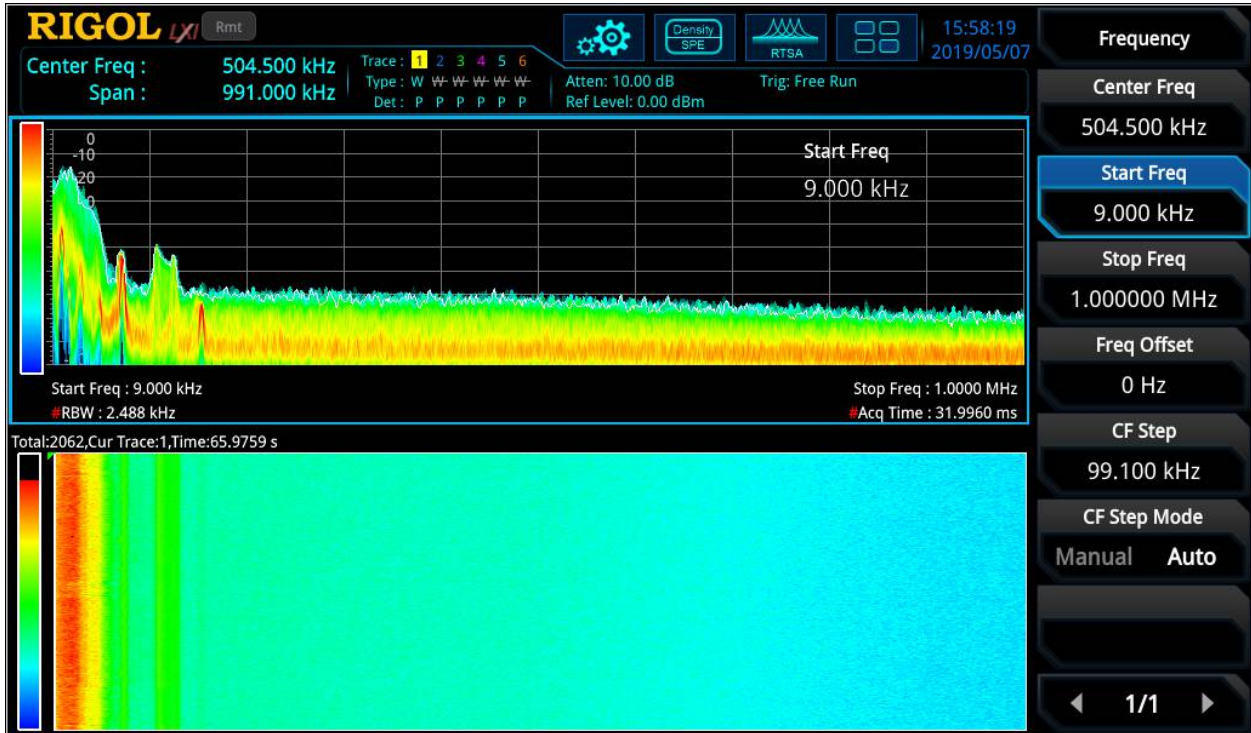 RIGOL LXI Rmt
Density
SPE
RTSA
15:58:19
2019/05/07
Center Freq : 504.500 kHz
Span : 991.000 kHz
Trace : 1 2 3 4 5 6
Type : W W W W W W
Det : P P P P P P
Atten: 10.00 dB
Ref Level: 0.00 dBm
Trig: Free Run
0
-10
20
Start Freq
9.000 kHz
Start Freq : 9.000 kHz
Stop Freq : 1.0000 MHz
#RBW : 2.488 kHz
#Acq Time : 31.9960 ms
Total:2062,Cur Trace:1,Time:65.9759 s
Frequency
Center Freq
504.500 kHz
Start Freq
9.000 kHz
Stop Freq
1.000000 MHz
Freq Offset
0 Hz
CF Step
99.100 kHz
CF Step Mode
Manual Auto
1/1